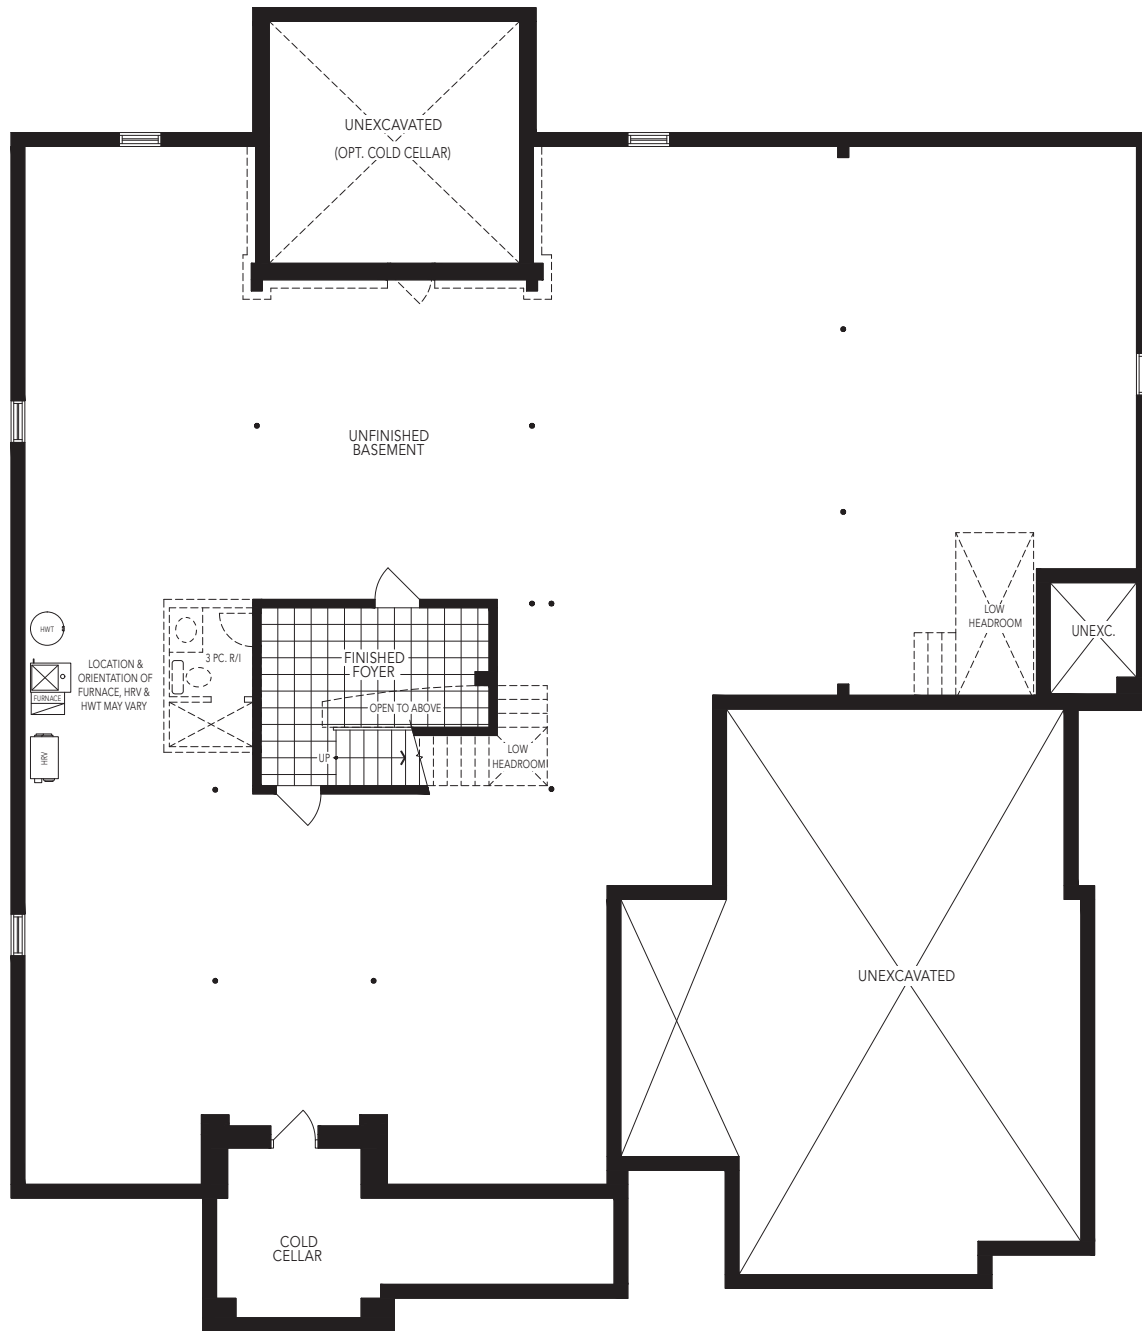 UNEXCAVATED
(OPT. COLD CELLAR)
UNFINISHED
BASEMENT
LOW
HEADROOM
UNEXC.
HWT
LOCATION &
ORIENTATION OF
FURNACE, HRV &
HWT MAY VARY
FURNACE
HRV
3 PC. R/I
FINISHED
FOYER
OPEN TO ABOVE
UP
LOW
HEADROOM
UNEXCAVATED
COLD
CELLAR